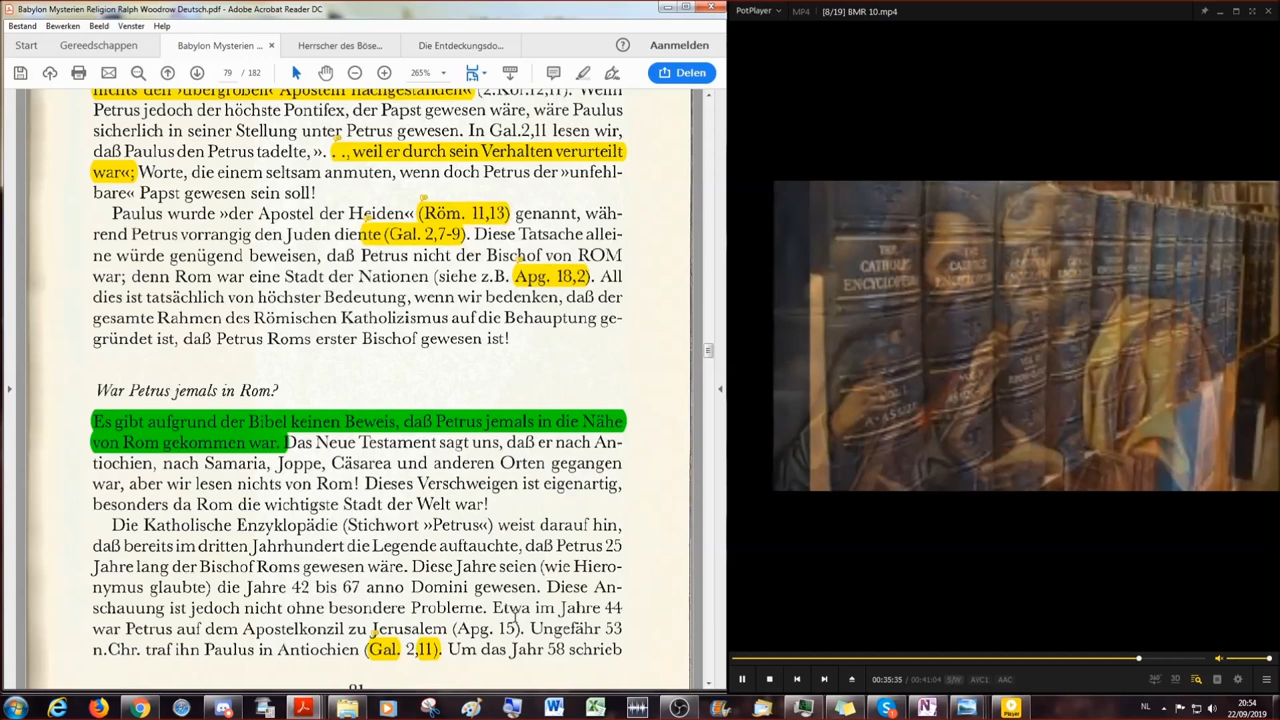 Babylon Mysterien Religion Ralph Woodrow Deutsch.pdf - Adobe Acrobat Reader DC
Bestand Bewerken Beeld Venster Help
Start Gereedschappen Babylon Mysterien ... × Herrscher des Böse... Die Entdeckungsdo... Aanmelden
79 / 182 265% Delen
nichts den »übergroßen« Aposteln nachgestanden« (2.Kor.12,11). Wenn
Petrus jedoch der höchste Pontifex, der Papst gewesen wäre, wäre Paulus
sicherlich in seiner Stellung unter Petrus gewesen. In Gal.2,11 lesen wir,
daß Paulus den Petrus tadelte, ». . ., weil er durch sein Verhalten verurteilt
war«; Worte, die einem seltsam anmuten, wenn doch Petrus der »unfehl-
bare« Papst gewesen sein soll!
Paulus wurde »der Apostel der Heiden« (Röm. 11,13) genannt, wäh-
rend Petrus vorrangig den Juden diente (Gal. 2,7-9). Diese Tatsache allei-
ne würde genügend beweisen, daß Petrus nicht der Bischof von ROM
war; denn Rom war eine Stadt der Nationen (siehe z.B. Apg. 18,2). All
dies ist tatsächlich von höchster Bedeutung, wenn wir bedenken, daß der
gesamte Rahmen des Römischen Katholizismus auf die Behauptung ge-
gründet ist, daß Petrus Roms erster Bischof gewesen ist!
War Petrus jemals in Rom?
Es gibt aufgrund der Bibel keinen Beweis, daß Petrus jemals in die Nähe
von Rom gekommen war. Das Neue Testament sagt uns, daß er nach An-
tiochien, nach Samaria, Joppe, Cäsarea und anderen Orten gegangen
war, aber wir lesen nichts von Rom! Dieses Verschweigen ist eigenartig,
besonders da Rom die wichtigste Stadt der Welt war!
Die Katholische Enzyklopädie (Stichwort »Petrus«) weist darauf hin,
daß bereits im dritten Jahrhundert die Legende auftauchte, daß Petrus 25
Jahre lang der Bischof Roms gewesen wäre. Diese Jahre seien (wie Hiero-
nymus glaubte) die Jahre 42 bis 67 anno Domini gewesen. Diese An-
schauung ist jedoch nicht ohne besondere Probleme. Etwa im Jahre 44
war Petrus auf dem Apostelkonzil zu Jerusalem (Apg. 15). Ungefähr 53
n.Chr. traf ihn Paulus in Antiochien (Gal. 2,11). Um das Jahr 58 schrieb
PotPlayer MP4 [8/19] BMR 10.mp4
THE CATHOLIC ENCYCLOPEDIA
00:35:35 / 00:41:04 S/W AVC1 AAC
360° 3D
NL 20:54
22/09/2019